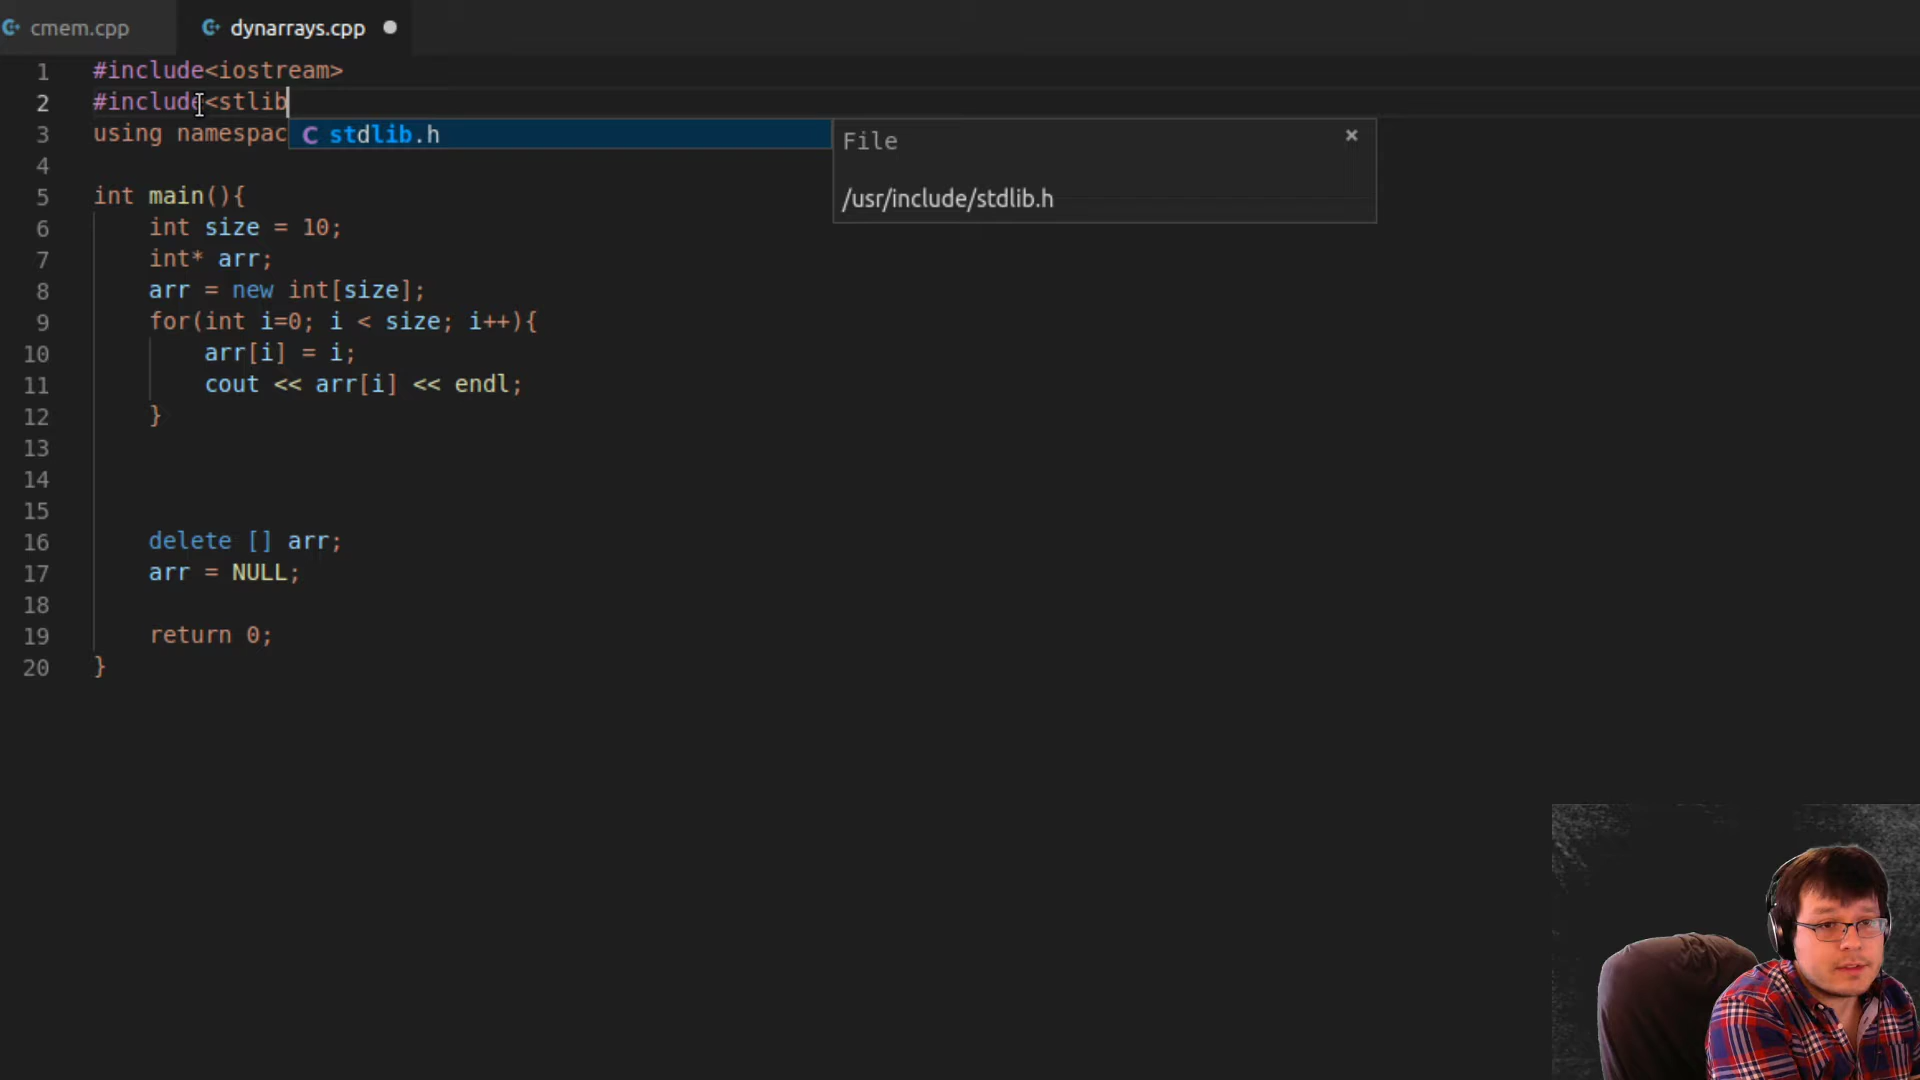 cmem.cpp
dynarrays.cpp
1 #include<iostream>
2 #include<stlib
3 using namespac
C stdlib.h
File
×
/usr/include/stdlib.h
4
5 int main(){
6 int size = 10;
7 int* arr;
8 arr = new int[size];
9 for(int i=0; i < size; i++){
10 arr[i] = i;
11 cout << arr[i] << endl;
12 }
13
14
15
16 delete [] arr;
17 arr = NULL;
18
19 return 0;
20 }